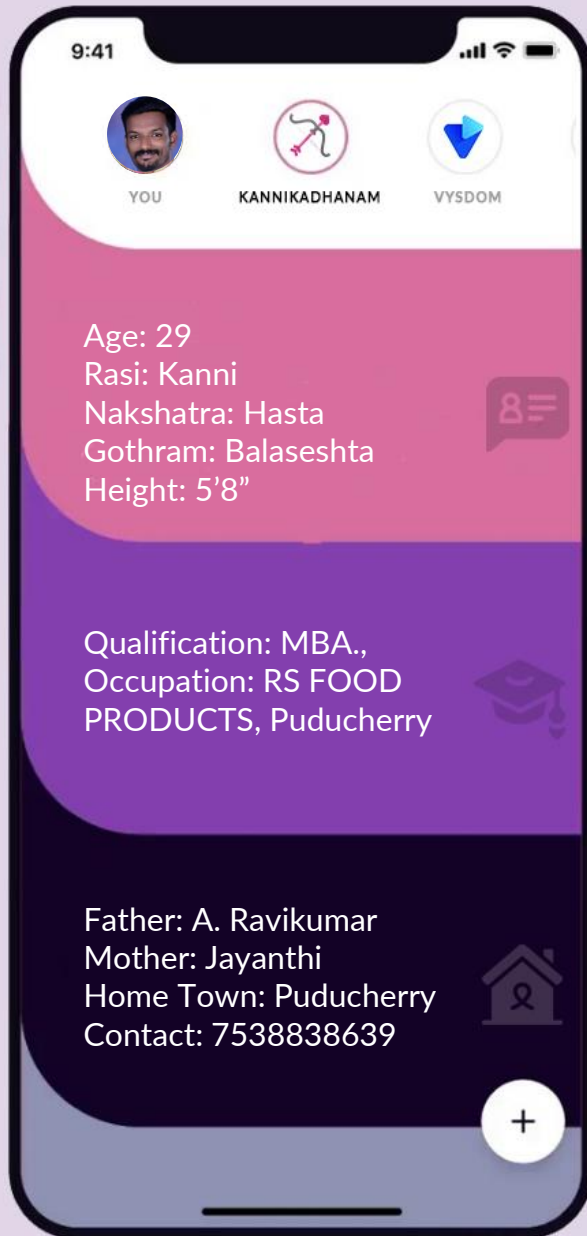 9:41
YOU
KANNIKADHANAM
VYSDOM
Age: 29
Rasi: Kanni
Nakshatra: Hasta
Gothram: Balaseshta
Height: 5’8”
Qualification: MBA.,
Occupation: RS FOOD
PRODUCTS, Puducherry
Father: A. Ravikumar
Mother: Jayanthi
Home Town: Puducherry
Contact: 7538838639
+